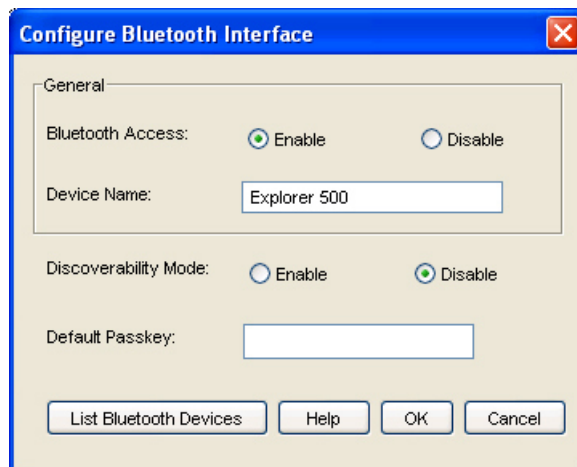 Configure Bluetooth Interface
General
Bluetooth Access: Enable Disable
Device Name: Explorer 500
Discoverability Mode: Enable Disable
Default Passkey:
List Bluetooth Devices Help OK Cancel